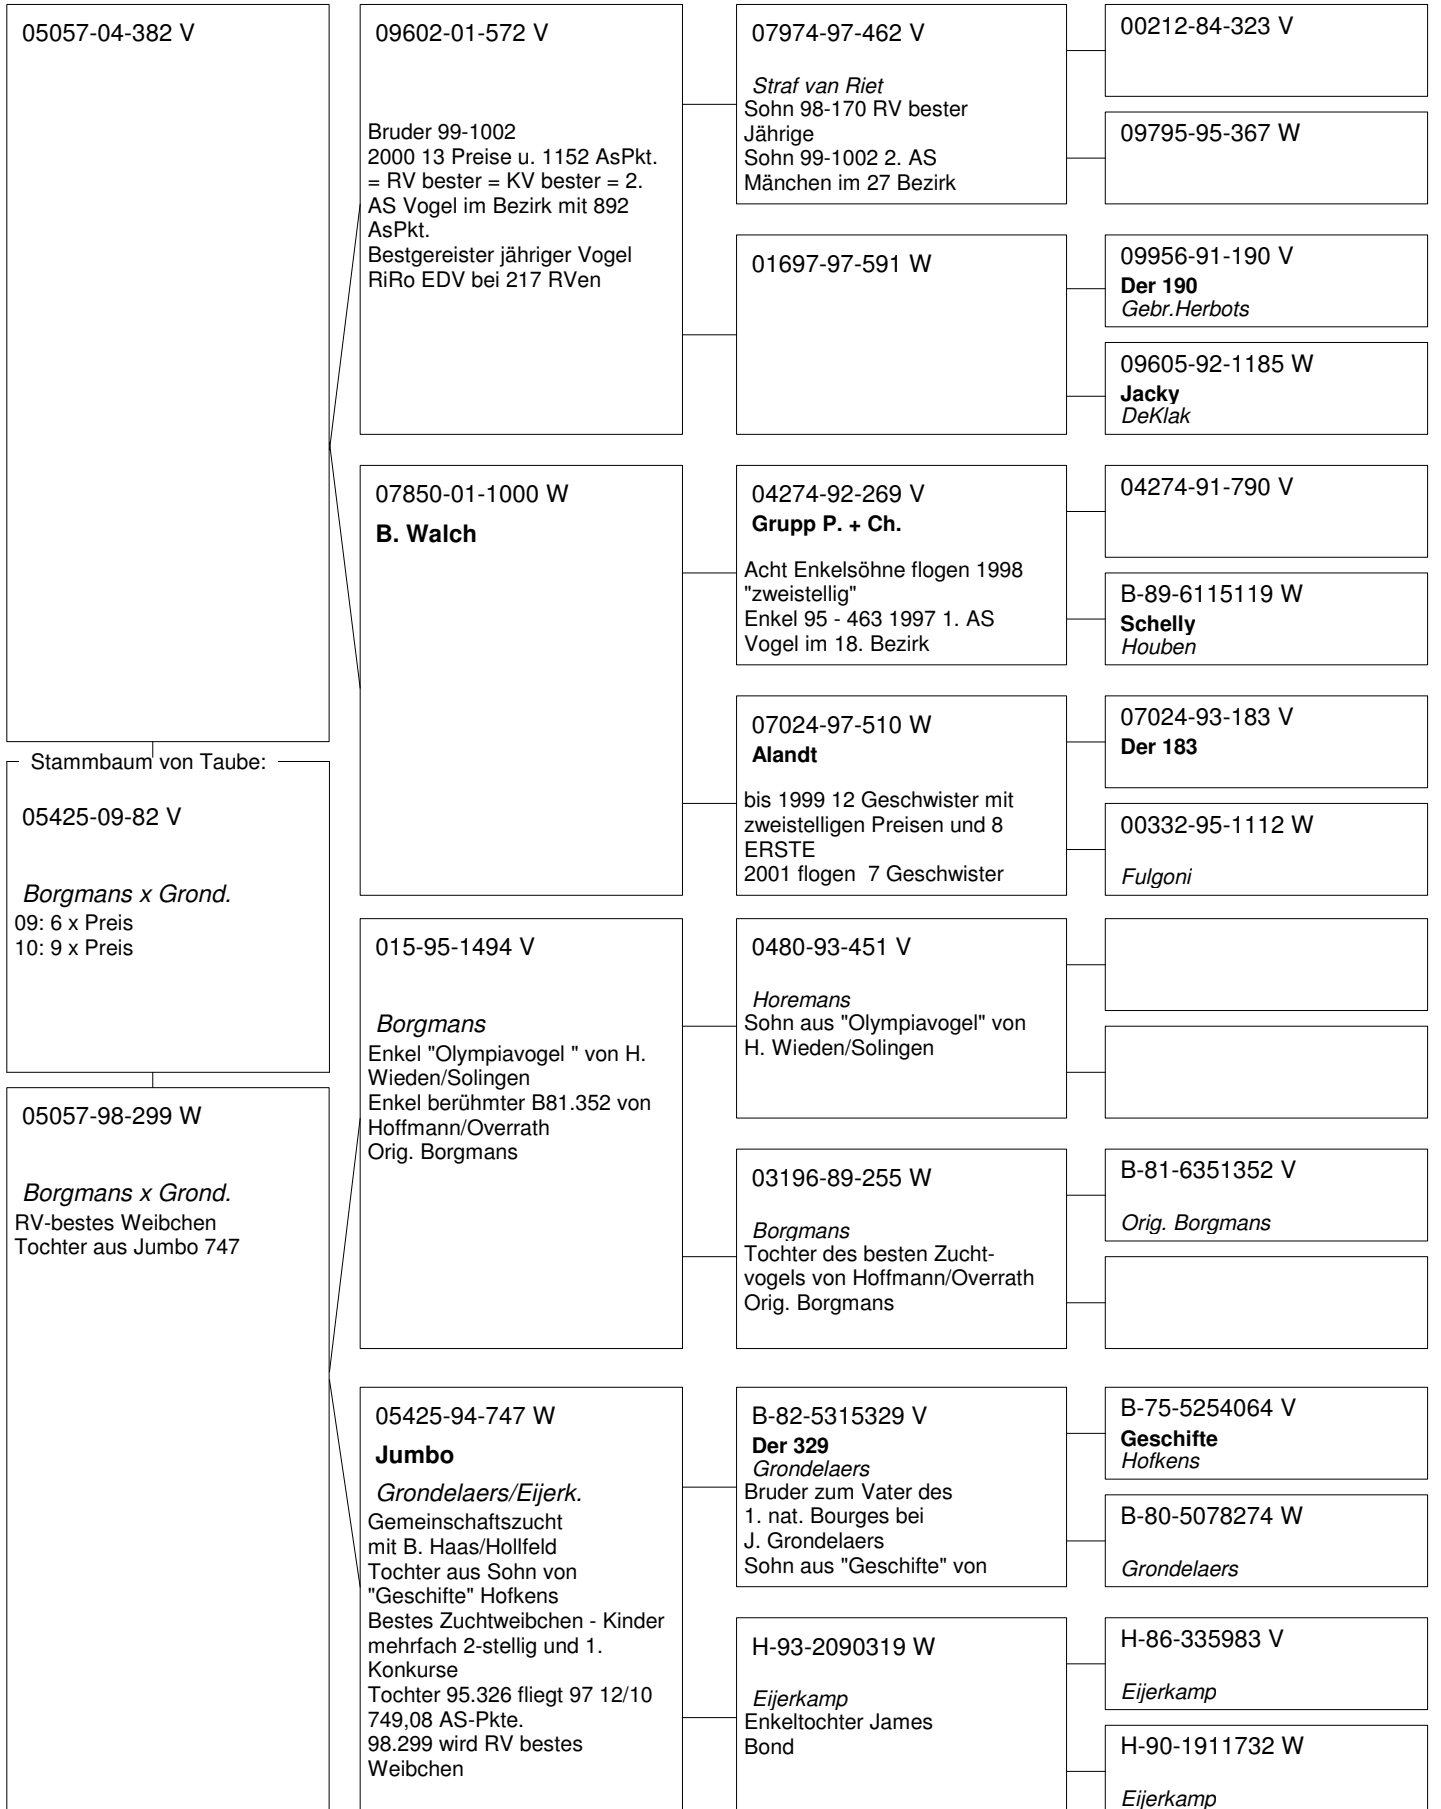 05057-04-382 V
Stammbaum von Taube:
05425-09-82 V
Borgmans x Grond.
09: 6 x Preis
10: 9 x Preis
05057-98-299 W
Borgmans x Grond.
RV-bestes Weibchen
Tochter aus Jumbo 747
09602-01-572 V
Bruder 99-1002
2000 13 Preise u. 1152 AsPkt.
= RV bester = KV bester = 2.
AS Vogel im Bezirk mit 892
AsPkt.
Bestgereister jähriger Vogel
RiRo EDV bei 217 RVen
07850-01-1000 W
B. Walch
015-95-1494 V
Borgmans
Enkel "Olympiavogel " von H.
Wieden/Solingen
Enkel berühmter B81.352 von
Hoffmann/Overrath
Orig. Borgmans
05425-94-747 W
Jumbo
Grondelaers/Eijerk.
Gemeinschaftszucht
mit B. Haas/Hollfeld
Tochter aus Sohn von
"Geschifte" Hofkens
Bestes Zuchtweibchen - Kinder
mehrfach 2-stellig und 1.
Konkurse
Tochter 95.326 fliegt 97 12/10
749,08 AS-Pkte.
98.299 wird RV bestes
Weibchen
07974-97-462 V
Straf van Riet
Sohn 98-170 RV bester
Jährige
Sohn 99-1002 2. AS
Mänchen im 27 Bezirk
01697-97-591 W
04274-92-269 V
Grupp P. + Ch.
Acht Enkelsöhne flogen 1998
"zweistellig"
Enkel 95 - 463 1997 1. AS
Vogel im 18. Bezirk
07024-97-510 W
Alandt
bis 1999 12 Geschwister mit
zweistelligen Preisen und 8
ERSTE
2001 flogen 7 Geschwister
0480-93-451 V
Horemans
Sohn aus "Olympiavogel" von
H. Wieden/Solingen
03196-89-255 W
Borgmans
Tochter des besten Zucht-
vogels von Hoffmann/Overrath
Orig. Borgmans
B-82-5315329 V
Der 329
Grondelaers
Bruder zum Vater des
1. nat. Bourges bei
J. Grondelaers
Sohn aus "Geschifte" von
H-93-2090319 W
Eijerkamp
Enkeltochter James
Bond
00212-84-323 V
09795-95-367 W
09956-91-190 V
Der 190
Gebr.Herbots
09605-92-1185 W
Jacky
DeKlak
04274-91-790 V
B-89-6115119 W
Schelly
Houben
07024-93-183 V
Der 183
00332-95-1112 W
Fulgoni
B-81-6351352 V
Orig. Borgmans
B-75-5254064 V
Geschifte
Hofkens
B-80-5078274 W
Grondelaers
H-86-335983 V
Eijerkamp
H-90-1911732 W
Eijerkamp